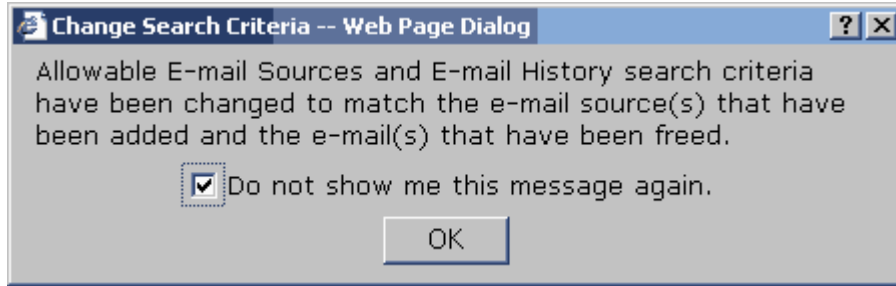 Change Search Criteria -- Web Page Dialog
Allowable E-mail Sources and E-mail History search criteria
have been changed to match the e-mail source(s) that have
been added and the e-mail(s) that have been freed.
Do not show me this message again.
OK